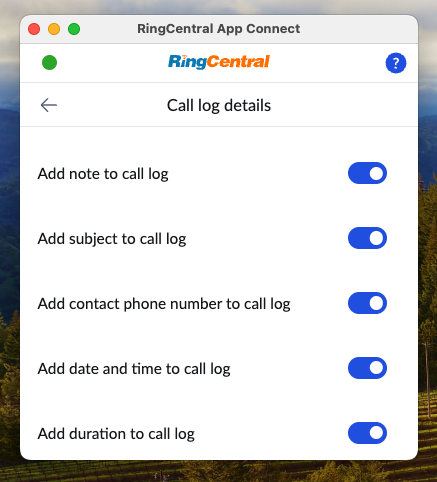 RingCentral App Connect
RingCentral
?
Call log details
Add note to call log
Add subject to call log
Add contact phone number to call log
Add date and time to call log
Add duration to call log